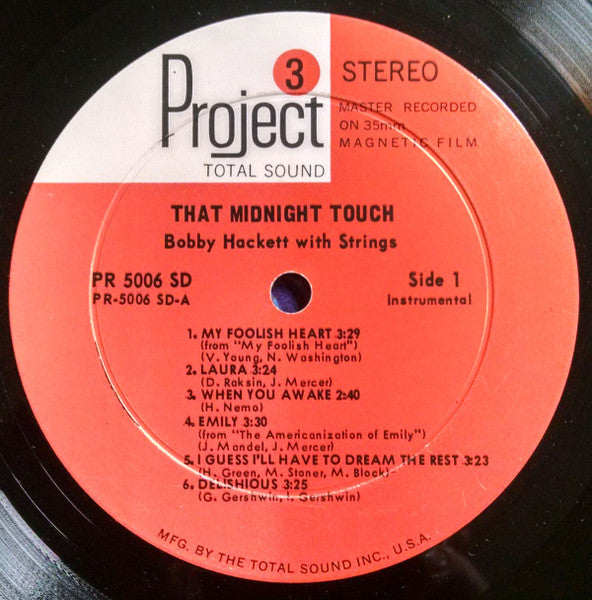 Project 3
TOTAL SOUND
STEREO
MASTER RECORDED
ON 35mm
MAGNETIC FILM
THAT MIDNIGHT TOUCH
Bobby Hackett with Strings
PR 5006 SD
PR-5006 SD-A
Side 1
Instrumental
1. MY FOOLISH HEART 3:29
(from "My Foolish Heart")
(V. Young, N. Washington)
2. LAURA 3:24
(D. Raksin, J. Mercer)
3. WHEN YOU AWAKE 2:40
(H. Nemo)
4. EMILY 3:30
(from "The Americanization of Emily")
(J. Mandel, J. Mercer)
5. I GUESS I'LL HAVE TO DREAM THE REST 3:23
(H. Green, M. Stoner, M. Block)
6. DELISHIOUS 3:25
(G. Gershwin, I. Gershwin)
MFG. BY THE TOTAL SOUND INC., U.S.A.